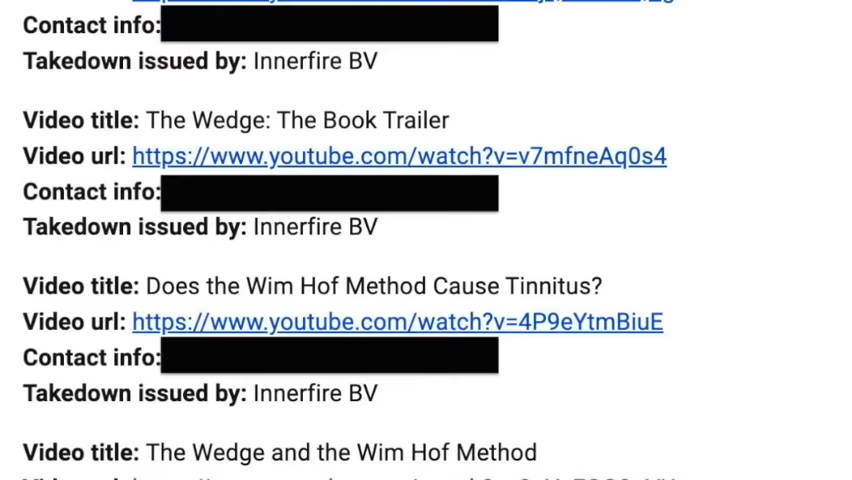 Contact info:
Takedown issued by: Innerfire BV
Video title: The Wedge: The Book Trailer
Video url: https://www.youtube.com/watch?v=v7mfneAq0s4
Contact info:
Takedown issued by: Innerfire BV
Video title: Does the Wim Hof Method Cause Tinnitus?
Video url: https://www.youtube.com/watch?v=4P9eYtmBiuE
Contact info:
Takedown issued by: Innerfire BV
Video title: The Wedge and the Wim Hof Method